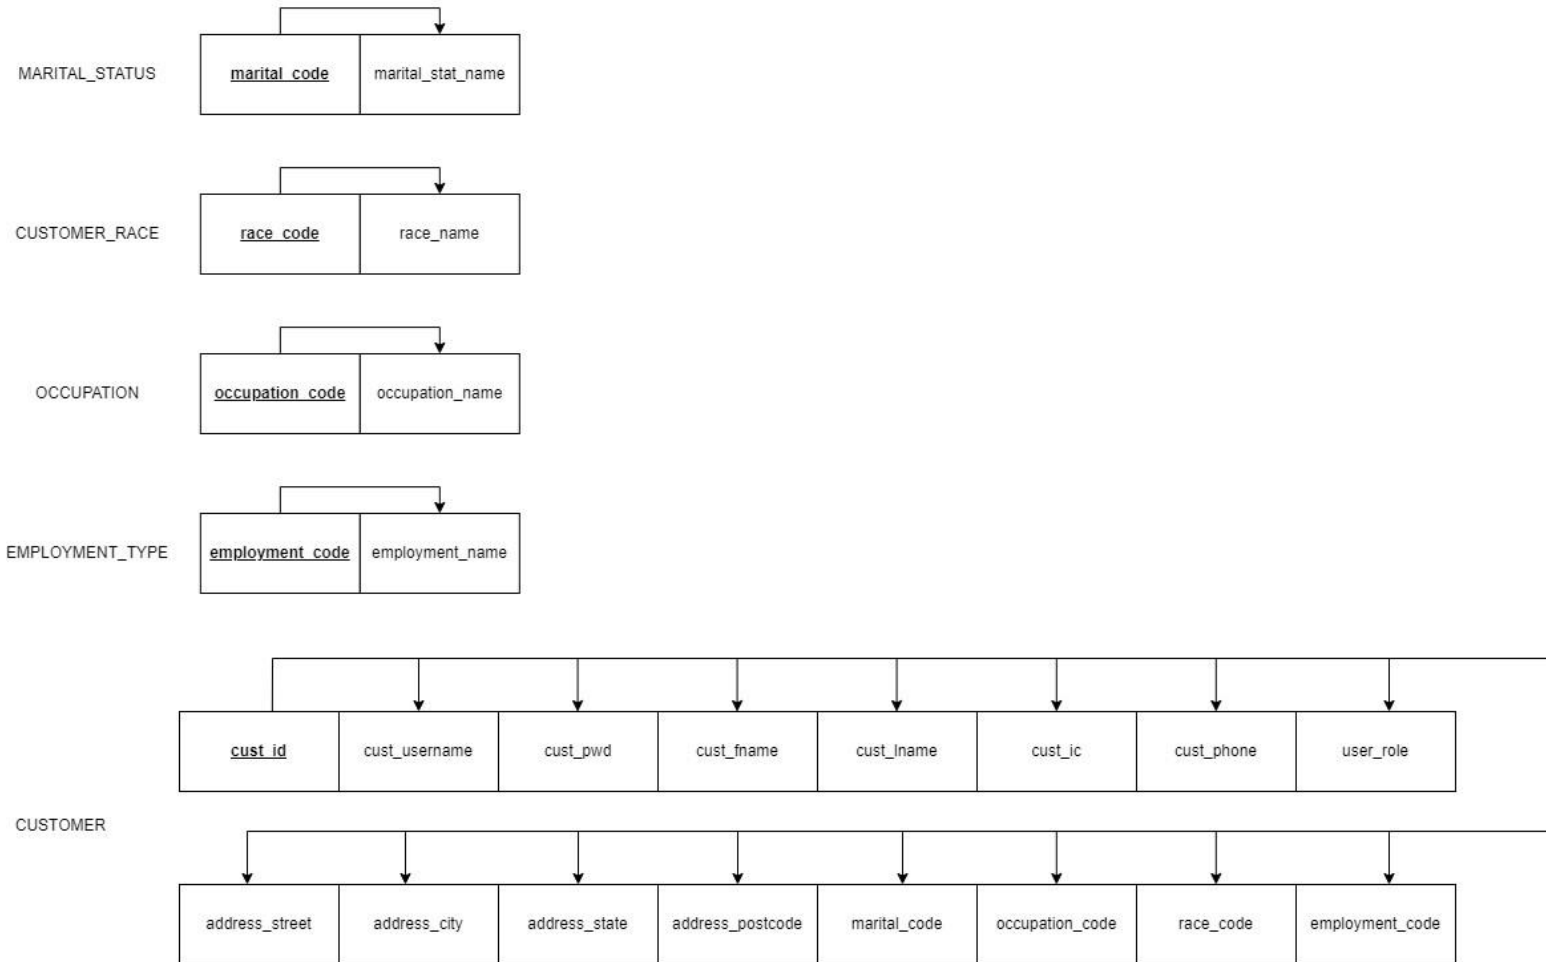 MARITAL_STATUS
marital_code marital_stat_name
CUSTOMER_RACE
race_code race_name
OCCUPATION
occupation_code occupation_name
EMPLOYMENT_TYPE
employment_code employment_name
cust_id cust_username cust_pwd cust_fname cust_lname cust_ic cust_phone user_role
CUSTOMER
address_street address_city address_state address_postcode marital_code occupation_code race_code employment_code